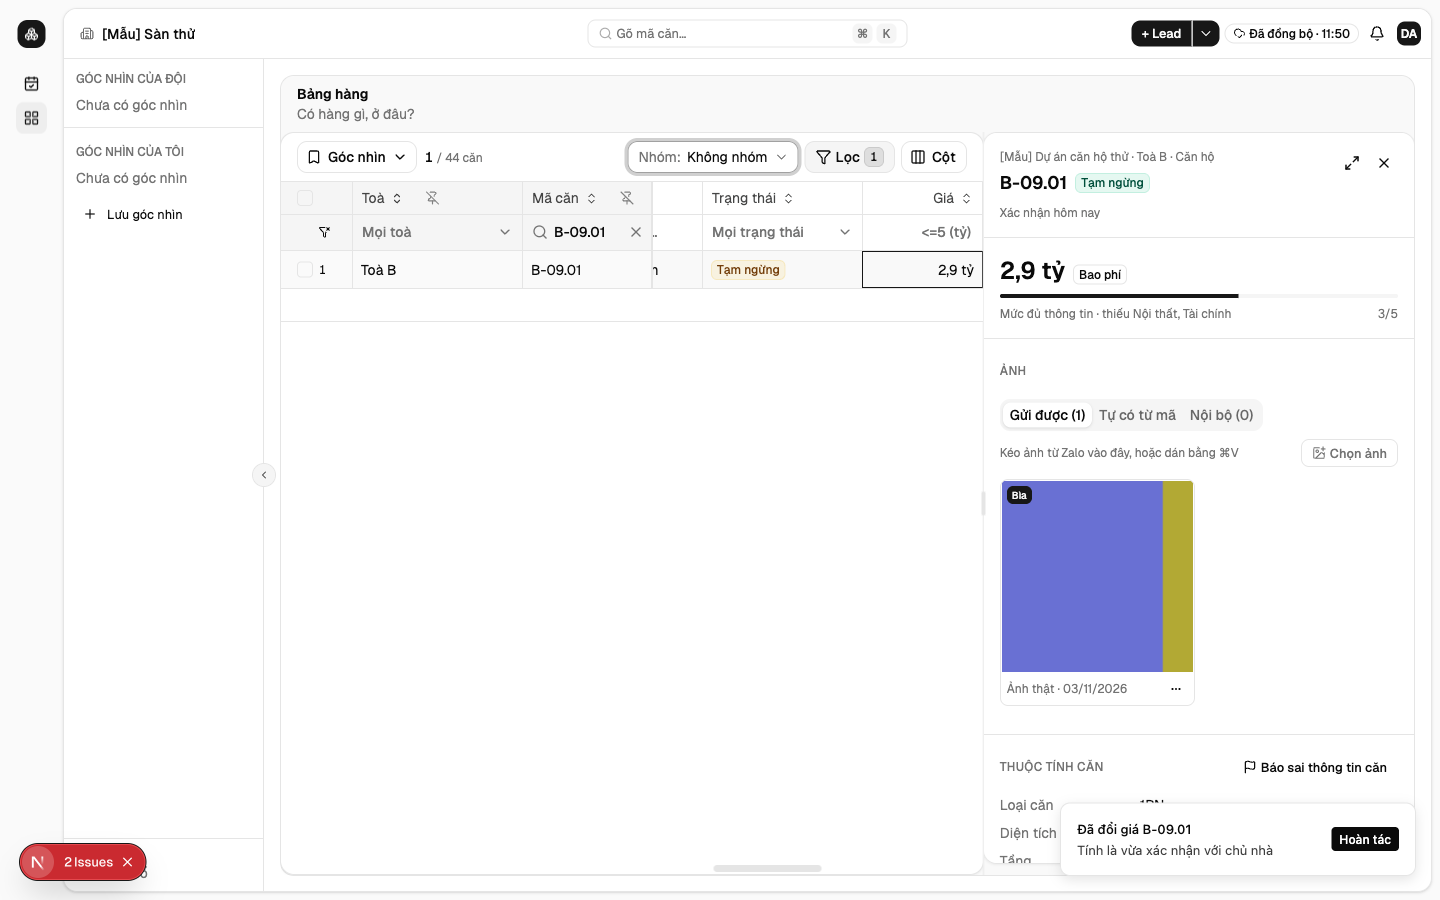 [Mẫu] Sàn thử
Gõ mã căn...
⌘ K
+ Lead
Đã đồng bộ · 11:50
DA
GÓC NHÌN CỦA ĐỘI
Chưa có góc nhìn
GÓC NHÌN CỦA TÔI
Chưa có góc nhìn
+ Lưu góc nhìn
Bảng hàng
Có hàng gì, ở đâu?
Góc nhìn
1 / 44 căn
Nhóm: Không nhóm
Lọc 1
Cột
Toà
Mã căn
Trạng thái
Giá
Mọi toà
B-09.01
Mọi trạng thái
<=5 (tỷ)
1
Toà B
B-09.01
Tạm ngừng
2,9 tỷ
[Mẫu] Dự án căn hộ thử · Toà B · Căn hộ
B-09.01 Tạm ngừng
Xác nhận hôm nay
2,9 tỷ Bao phí
Mức đủ thông tin · thiếu Nội thất, Tài chính 3/5
ẢNH
Gửi được (1) Tự có từ mã Nội bộ (0)
Kéo ảnh từ Zalo vào đây, hoặc dán bằng ⌘V
Chọn ảnh
Bìa
Ảnh thật · 03/11/2026
THUỘC TÍNH CĂN
Báo sai thông tin căn
Loại căn
Diện tích
Tầng
Đã đổi giá B-09.01
Tính là vừa xác nhận với chủ nhà
Hoàn tác
N 2 Issues